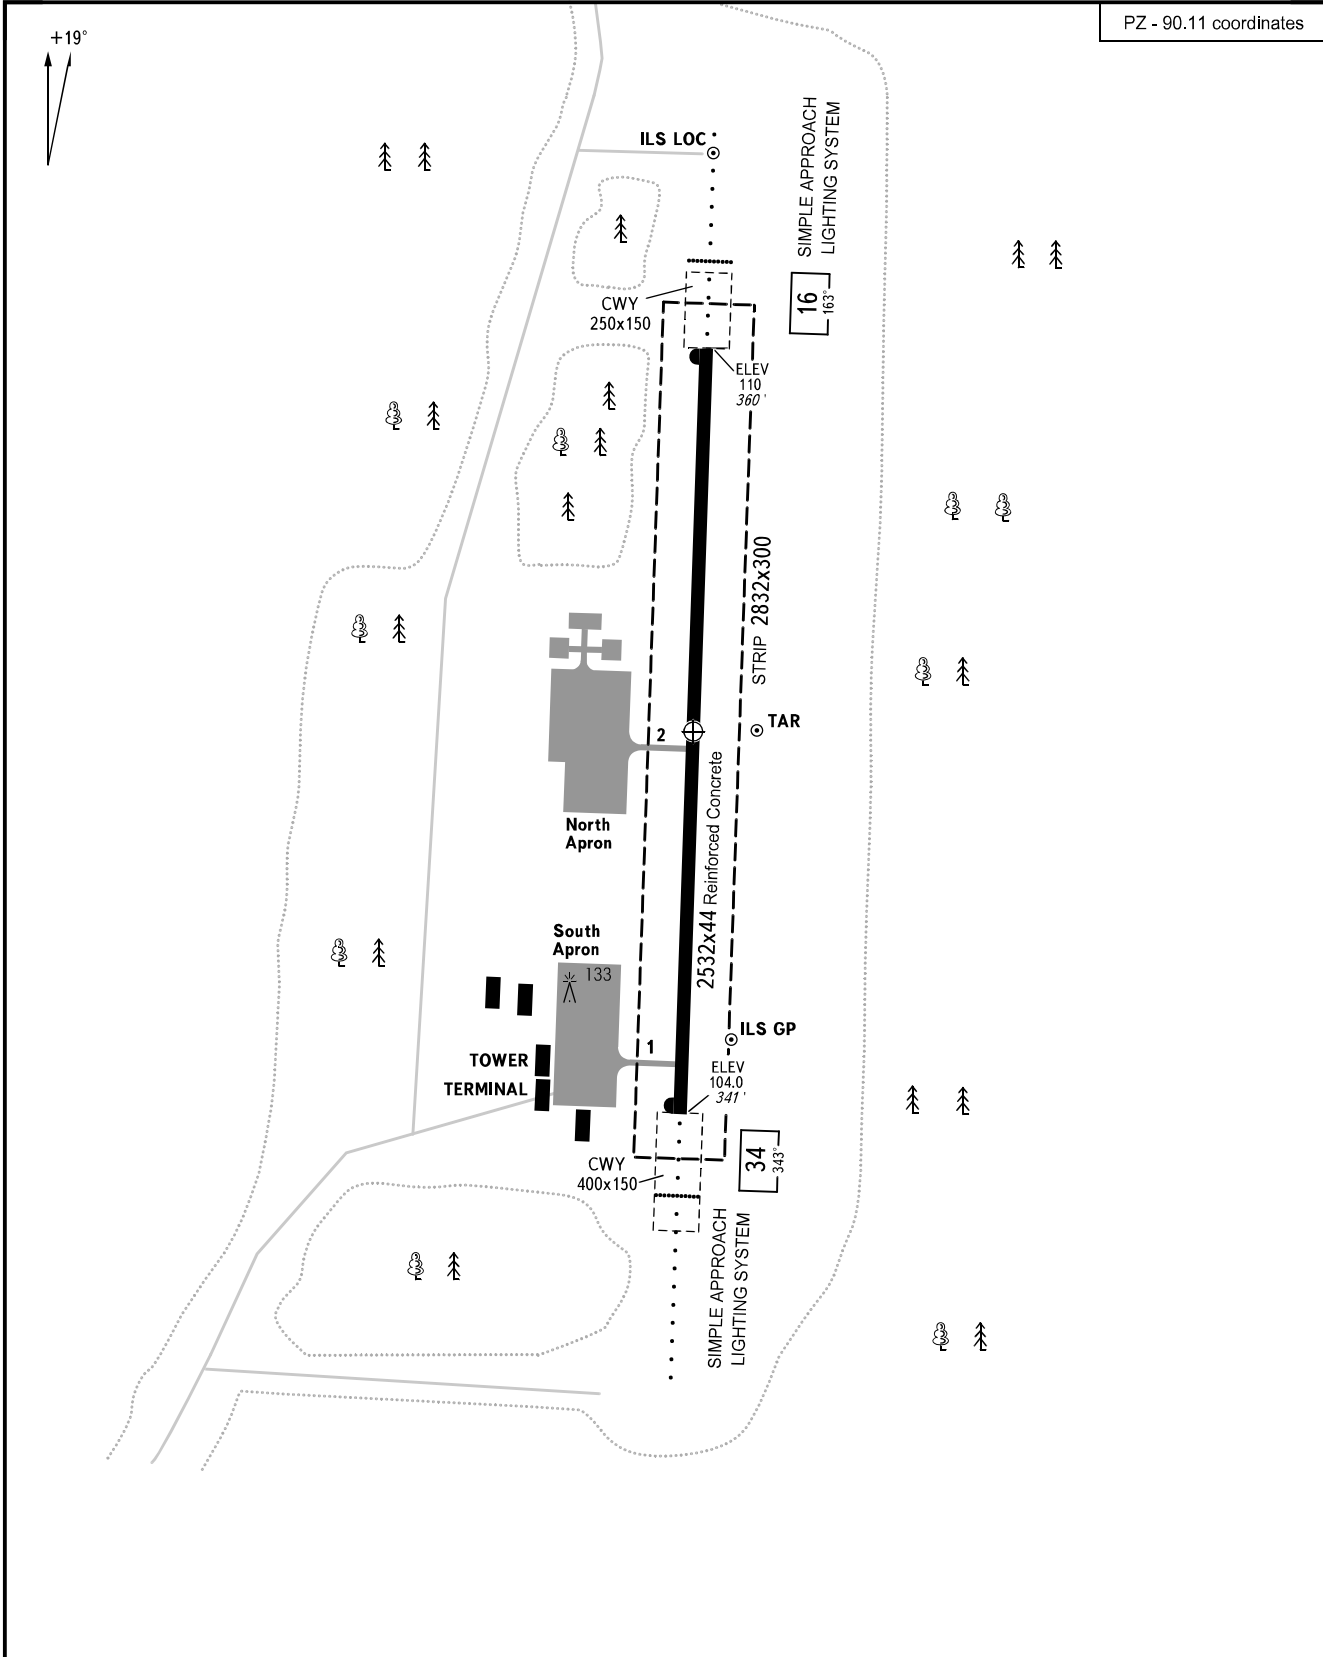 PZ - 90.11 coordinates
+19°
ILS LOC
SIMPLE APPROACH
LIGHTING SYSTEM
16
163°
CWY
250x150
ELEV
110
360'
STRIP 2832x300
TAR
2
2532x44 Reinforced Concrete
North
Apron
South
Apron
133
ILS GP
1
TOWER
TERMINAL
ELEV
104.0
341'
34
343°
CWY
400x150
SIMPLE APPROACH
LIGHTING SYSTEM